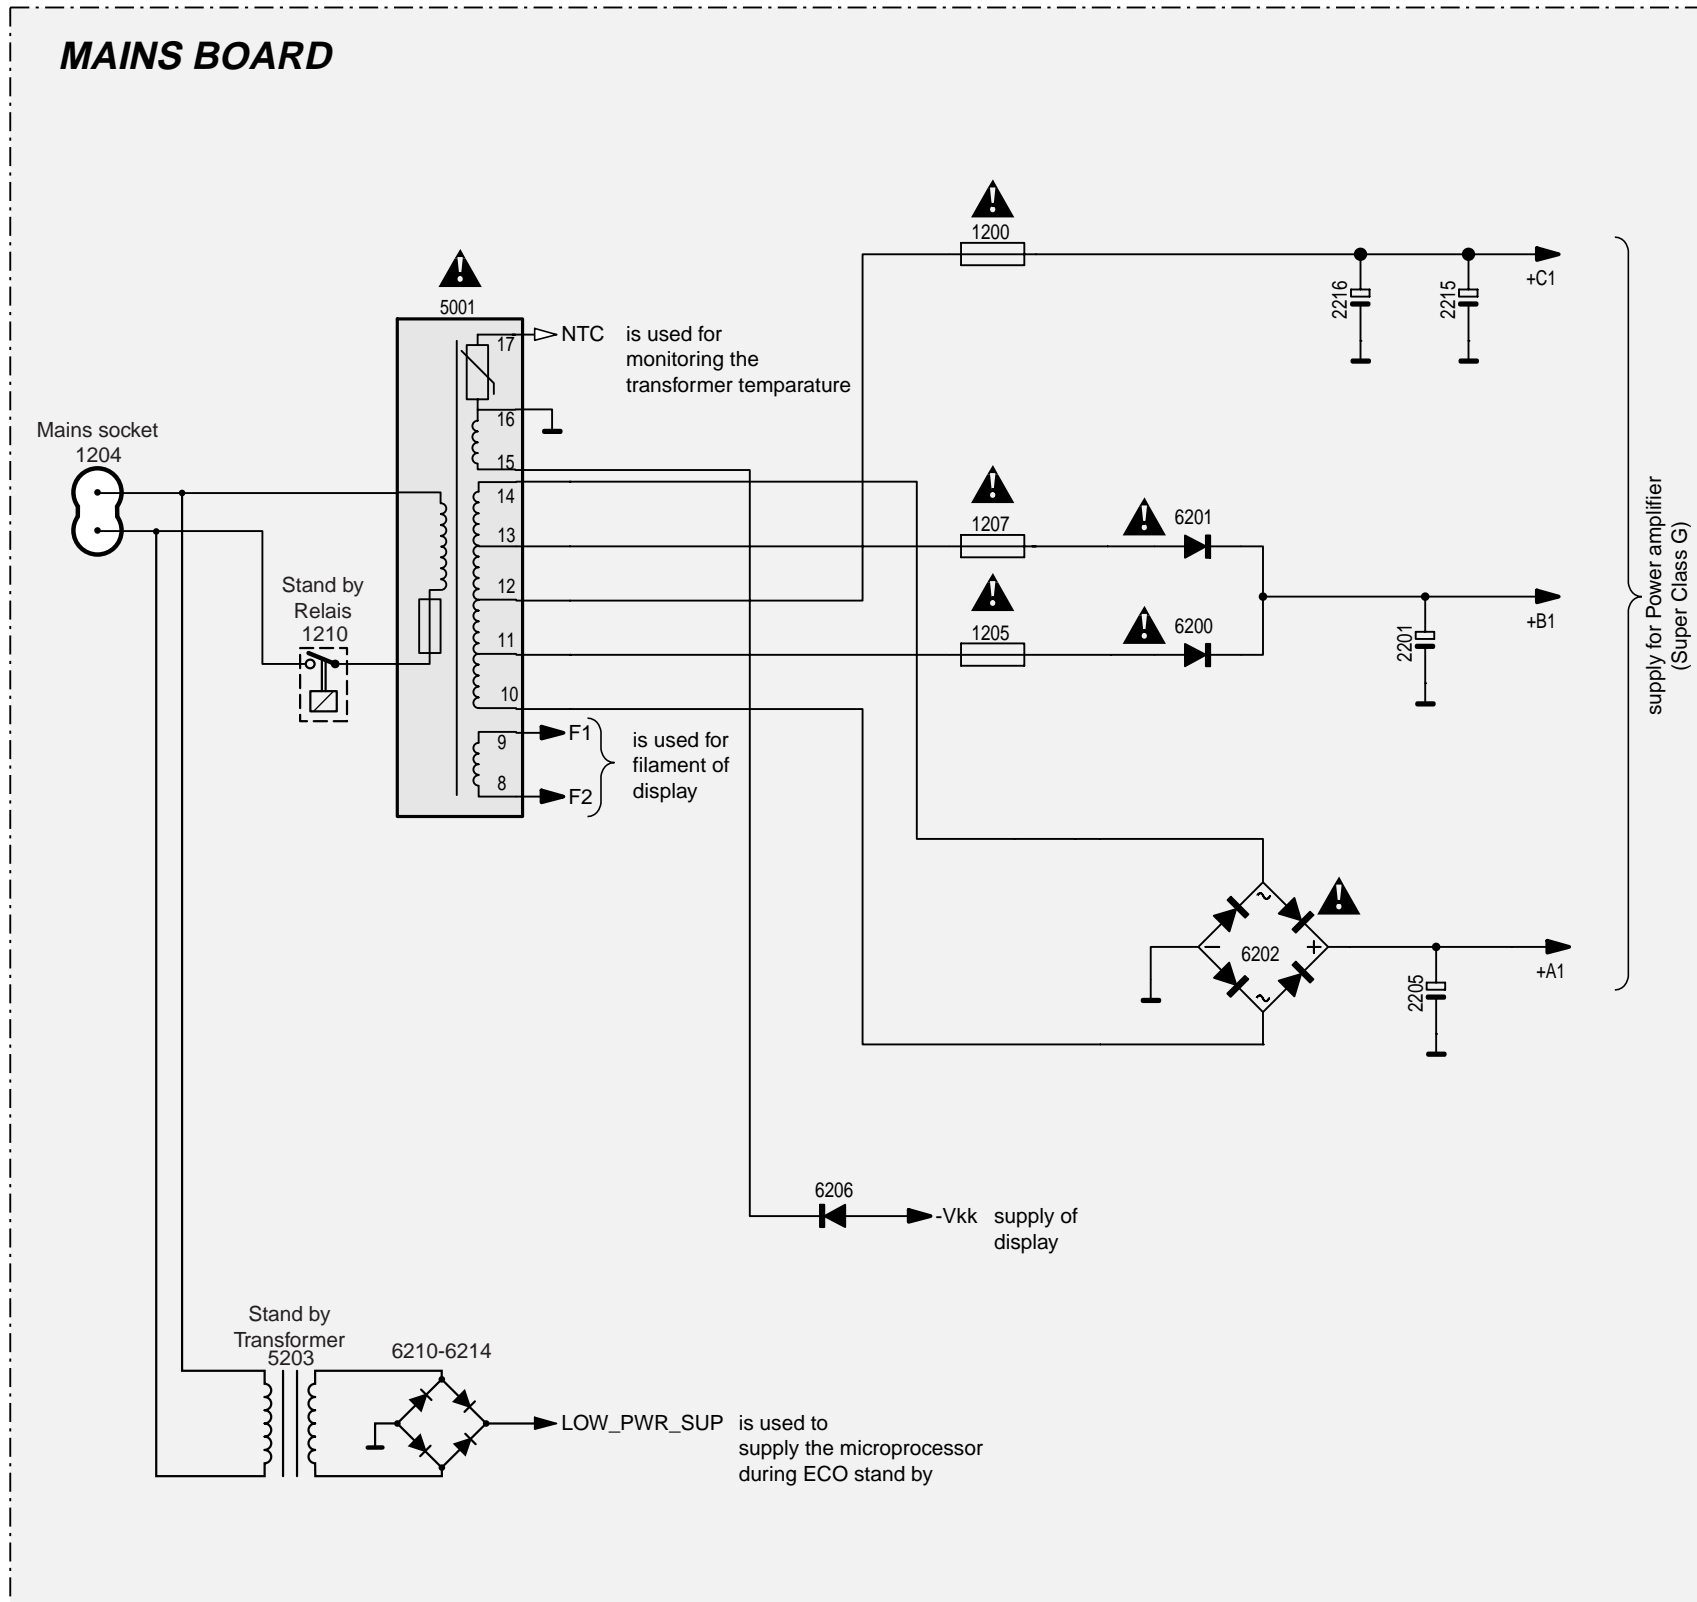 MAINS BOARD
1200
+C1
2216
2215
5001
17
NTC
is used for
monitoring the
transformer temparature
16
15
Mains socket
1204
14
13
12
11
10
9
8
1207
6201
1205
6200
+B1
2201
supply for Power amplifier
(Super Class G)
Stand by
Relais
1210
F1
F2
is used for
filament of
display
6202
+A1
2205
6206
-Vkk
supply of
display
Stand by
Transformer
5203
6210-6214
LOW_PWR_SUP
is used to
supply the microprocessor
during ECO stand by